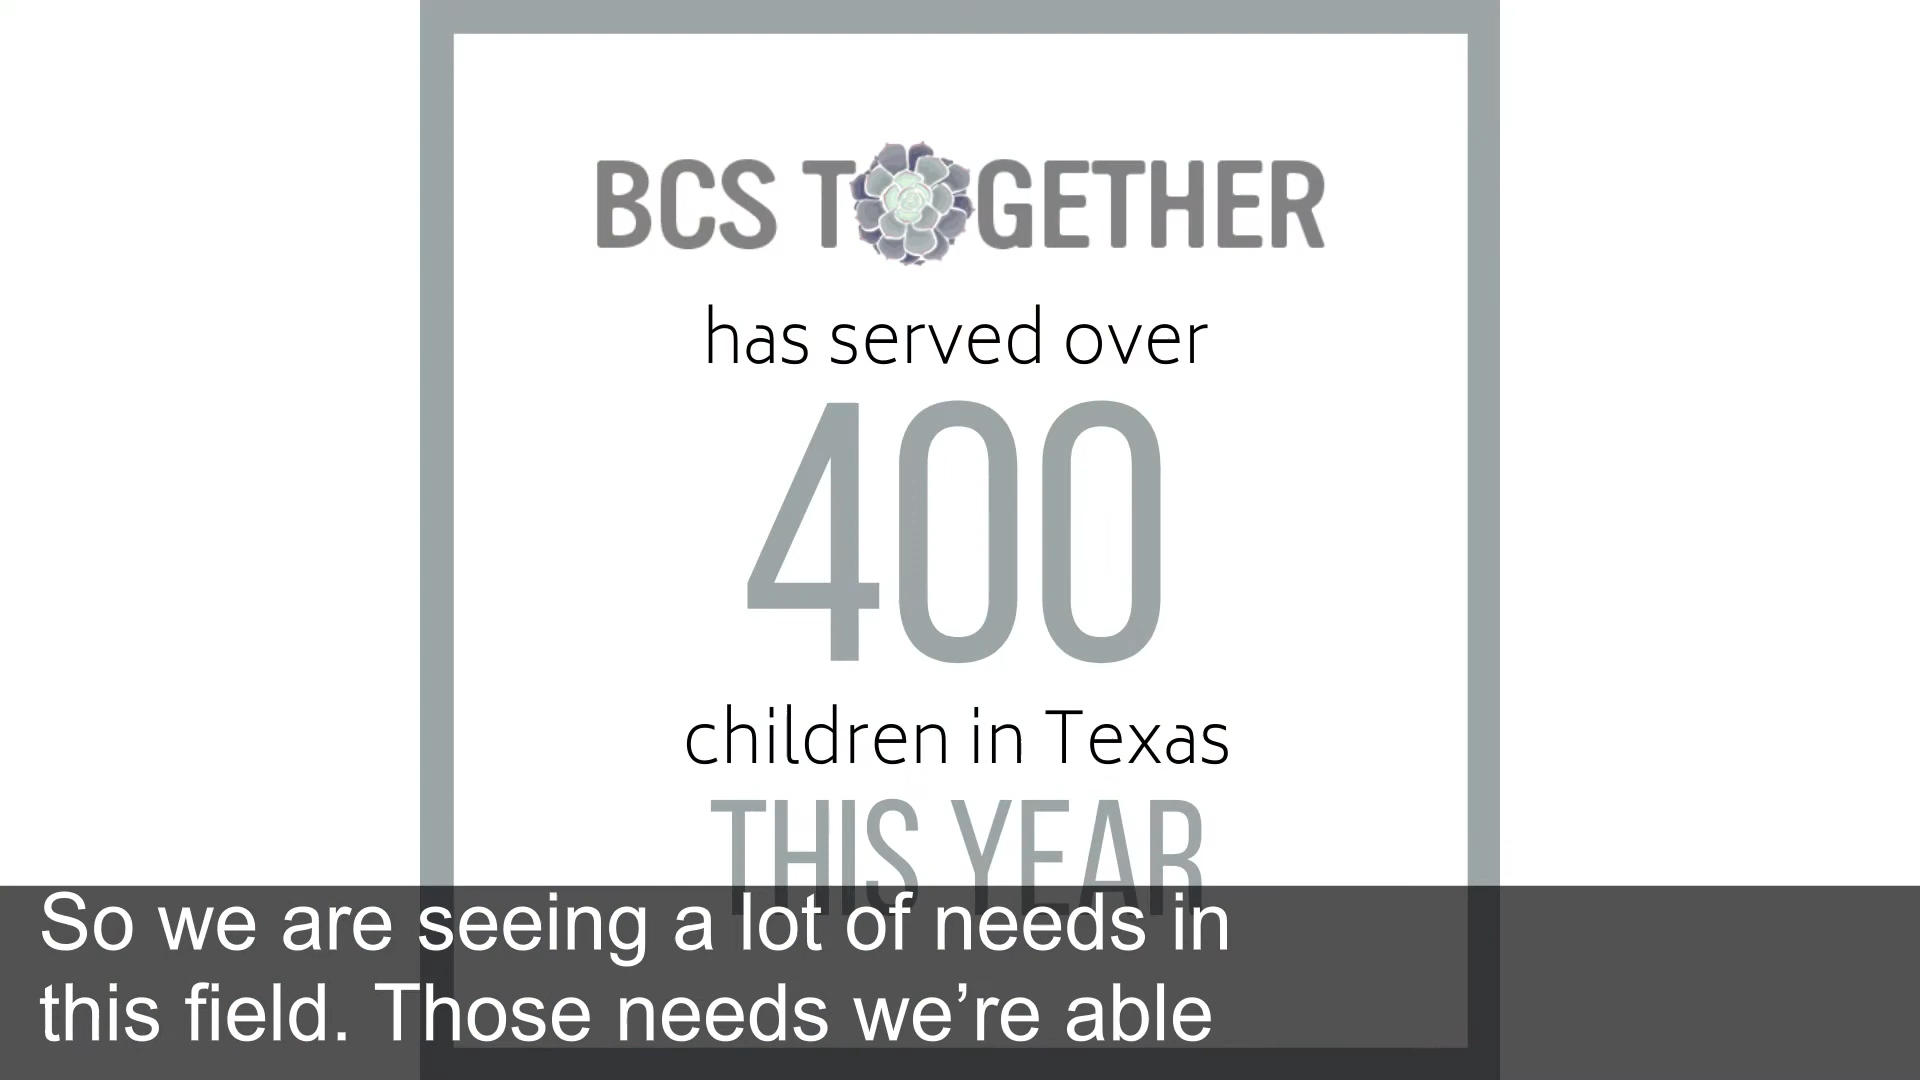 BCS TOGETHER
has served over
400
children in Texas
THIS YEAR
So we are seeing a lot of needs in
this field. Those needs we’re able